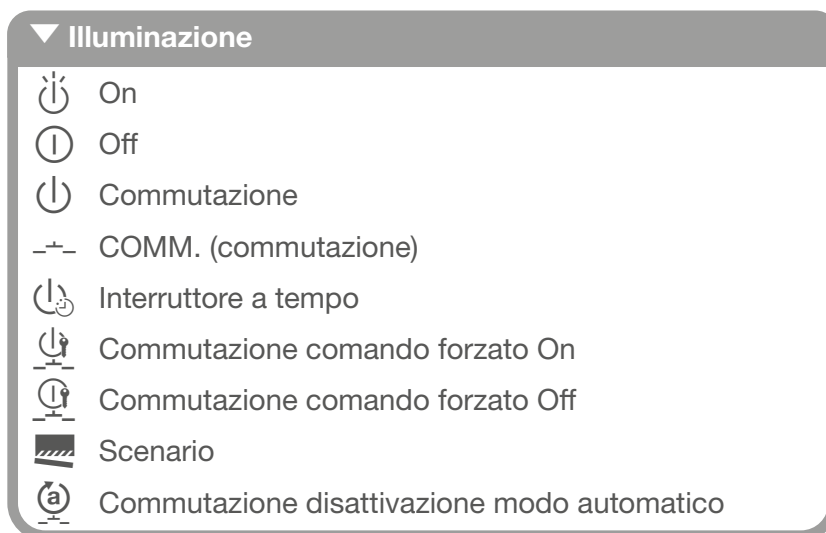 Illuminazione
On
Off
Commutazione
COMM. (commutazione)
Interruttore a tempo
Commutazione comando forzato On
Commutazione comando forzato Off
Scenario
a Commutazione disattivazione modo automatico